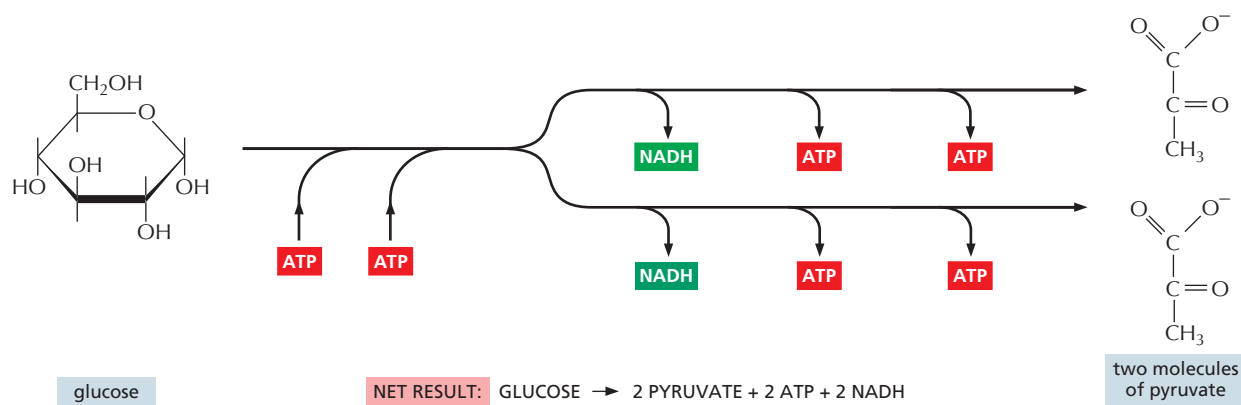 CH2OH
O
OH
HO
OH
OH
ATP
ATP
NADH
ATP
ATP
NADH
ATP
ATP
O
O−
C
C=O
CH3
O
O−
C
C=O
CH3
glucose
NET RESULT: GLUCOSE → 2 PYRUVATE + 2 ATP + 2 NADH
two molecules
of pyruvate